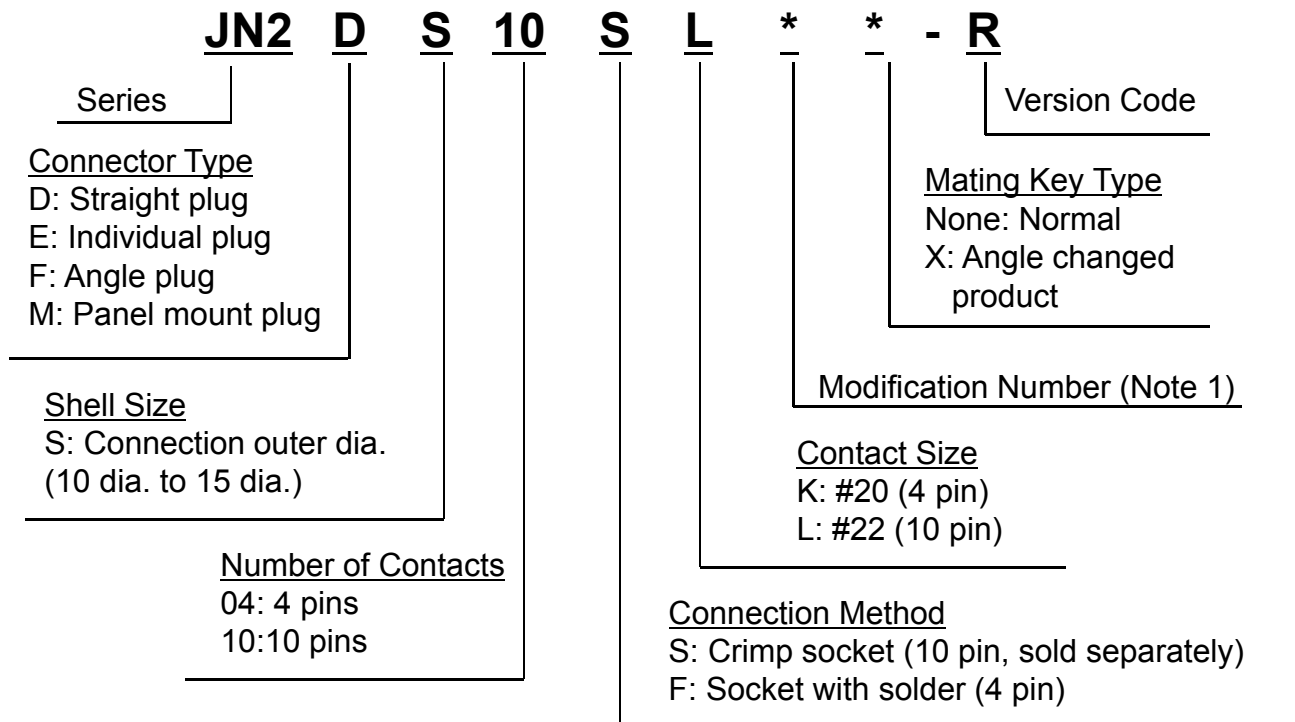 JN2 D S 10 S L * * - R
Series
Version Code
Connector Type
D: Straight plug
E: Individual plug
F: Angle plug
M: Panel mount plug
Mating Key Type
None: Normal
X: Angle changed
product
Modification Number (Note 1)
Shell Size
S: Connection outer dia.
(10 dia. to 15 dia.)
Contact Size
K: #20 (4 pin)
L: #22 (10 pin)
Number of Contacts
04: 4 pins
10:10 pins
Connection Method
S: Crimp socket (10 pin, sold separately)
F: Socket with solder (4 pin)